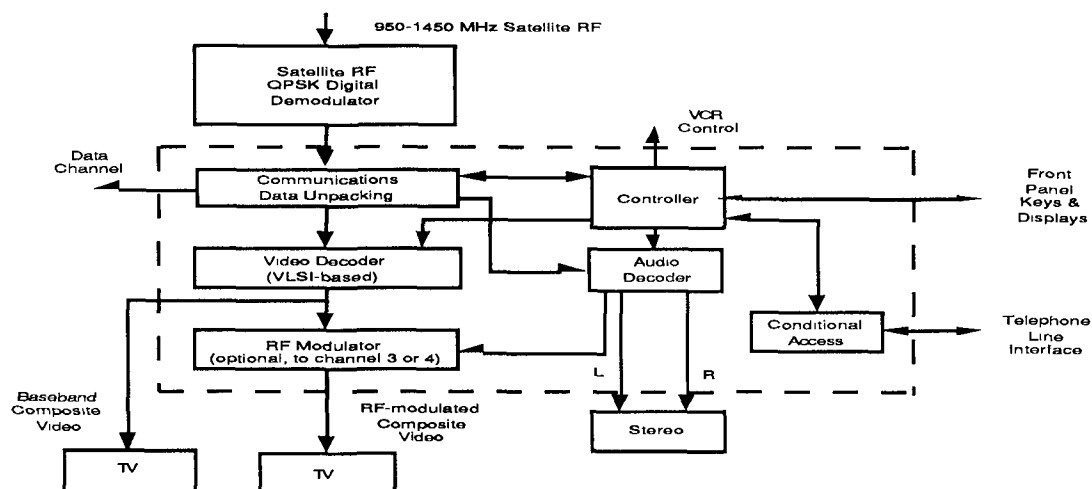 950-1450 MHz Satellite RF
Satellite RF
QPSK Digital
Demodulator
VCR
Control
Data
Channel
Communications
Data Unpacking
Controller
Front
Panel
Keys &
Displays
Video Decoder
(VLSI-based)
Audio
Decoder
RF Modulator
(optional, to channel 3 or 4)
Conditional
Access
Telephone
Line
Interface
L
R
Baseband
Composite
Video
RF-modulated
Composite
Video
Stereo
TV
TV